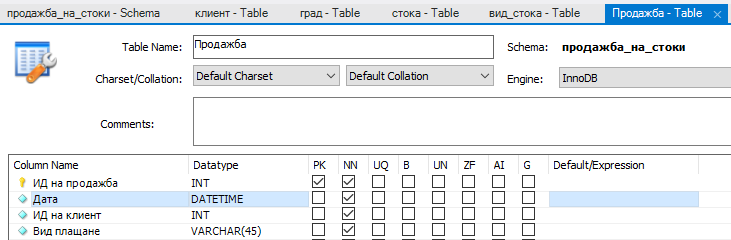 продажба_на_стоки - Schema клиент - Table град - Table стока - Table вид_стока - Table Продажба - Table
Table Name: Продажба Schema: продажба_на_стоки
Charset/Collation: Default Charset Default Collation Engine: InnoDB
Comments:
Column Name Datatype PK NN UQ B UN ZF AI G Default/Expression
ИД на продажба INT
Дата DATETIME
ИД на клиент INT
Вид плащане VARCHAR(45)